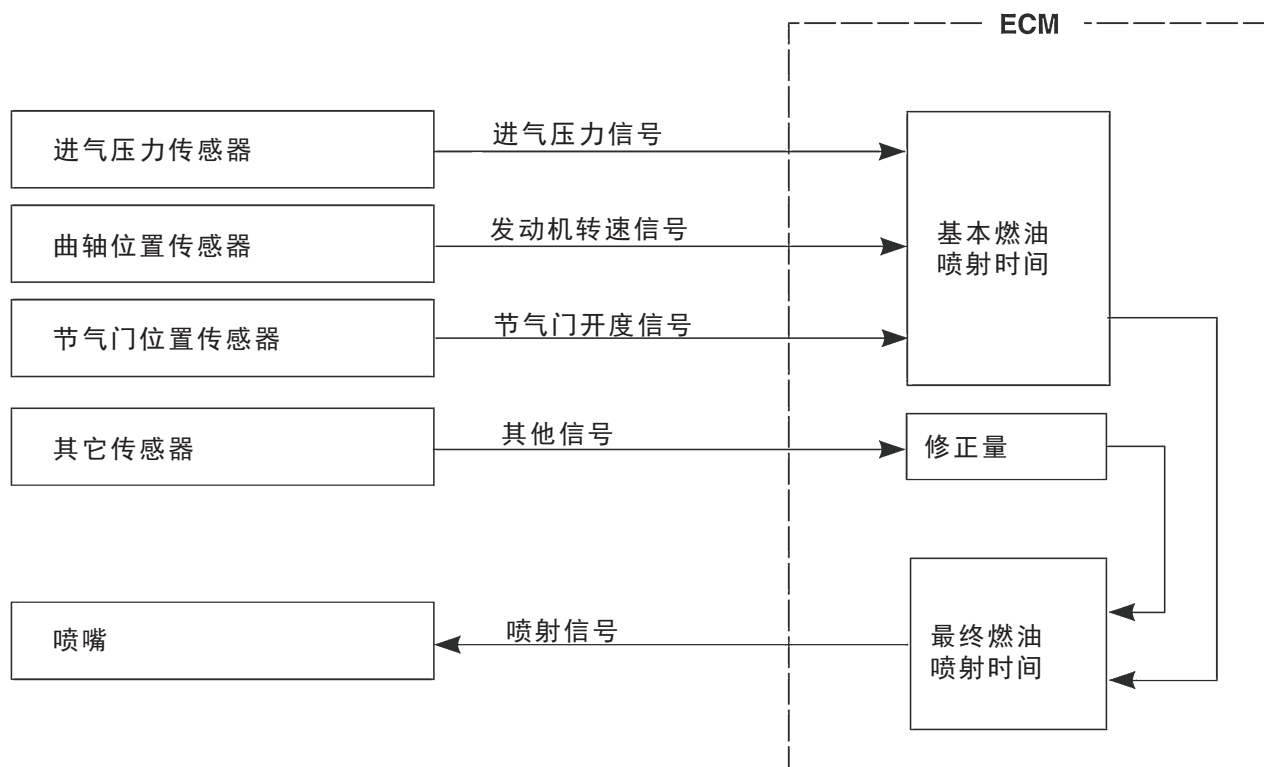 ECM
进气压力传感器
进气压力信号
曲轴位置传感器
发动机转速信号
基本燃油
喷射时间
节气门位置传感器
节气门开度信号
其它传感器
其他信号
修正量
喷嘴
喷射信号
最终燃油
喷射时间